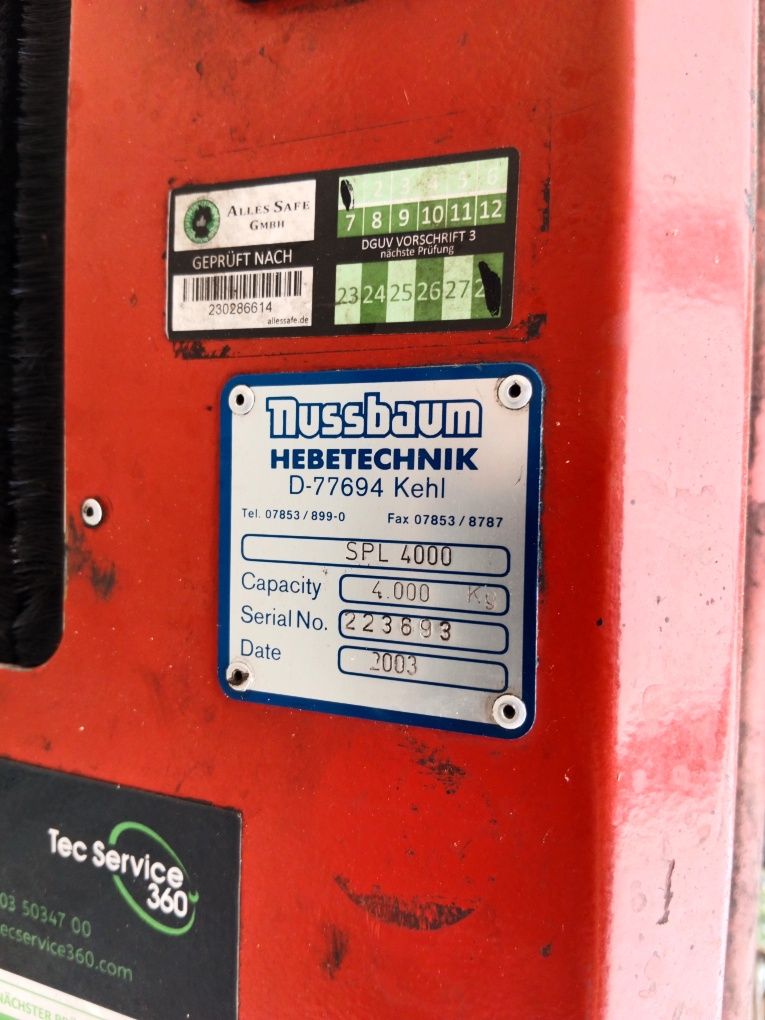 ALLES SAFE
GMBH
GEPRÜFT NACH
230286614
allessafe.de
2 3 4 5 6
7 8 9 10 11 12
DGUV VORSCHRIFT 3
nächste Prüfung
23 24 25 26 27 2
nussbaum
HEBETECHNIK
D-77694 Kehl
Tel. 07853/899-0 Fax 07853/8787
SPL 4000
Capacity 4.000 Kg
Serial No. 223693
Date 2003
Tec Service
360
03 50347 00
ecservice360.com
NÄCHSTER